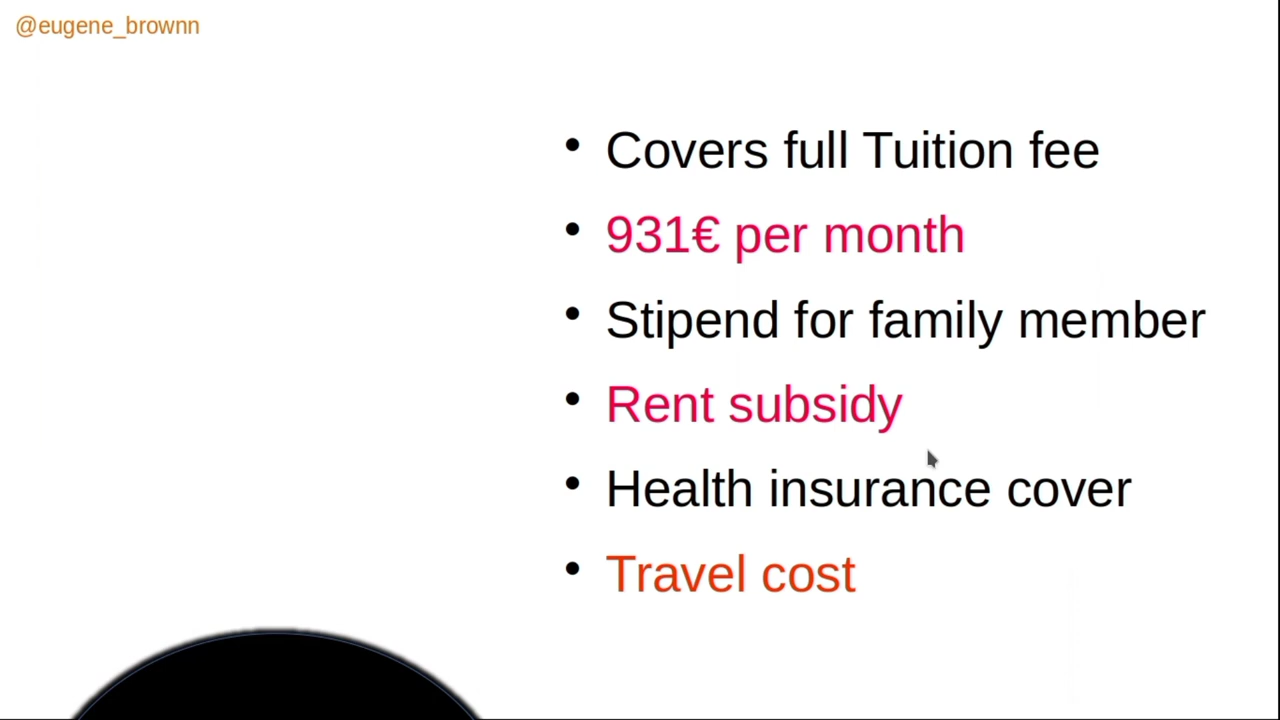 @eugene_brownn
• Covers full Tuition fee
• 931€ per month
• Stipend for family member
• Rent subsidy
• Health insurance cover
• Travel cost